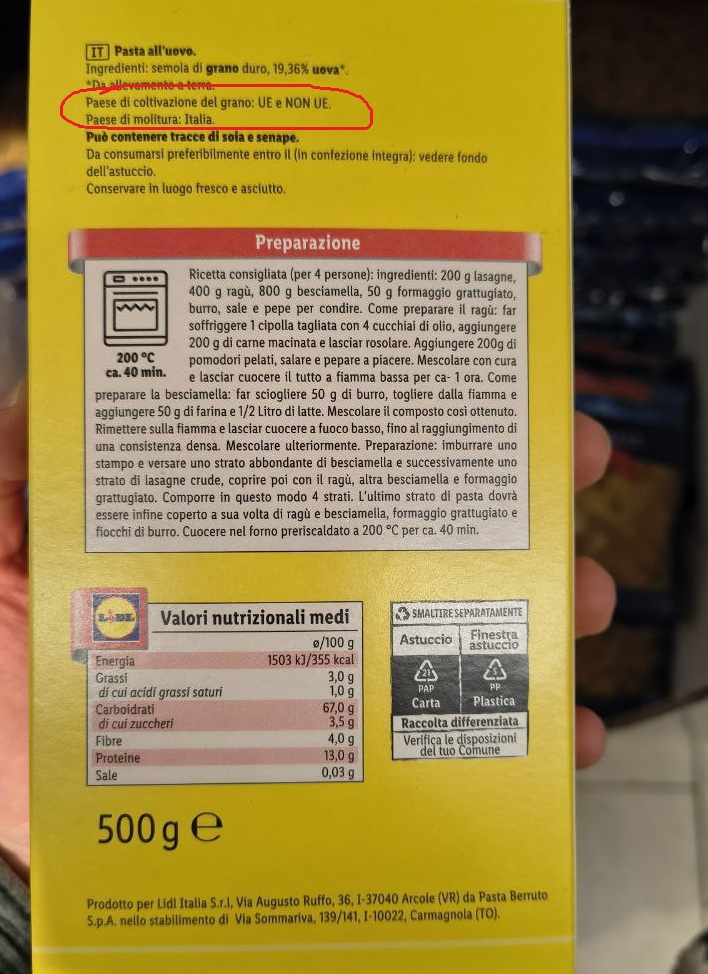 IT Pasta all'uovo.
Ingredienti: semola di grano duro, 19,36% uova*.
*Da allevamento a terra.
Paese di coltivazione del grano: UE e NON UE.
Paese di molitura: Italia.
Può contenere tracce di soia e senape.
Da consumarsi preferibilmente entro il (in confezione integra): vedere fondo
dell'astuccio.
Conservare in luogo fresco e asciutto.
Preparazione
200 °C
ca. 40 min.
Ricetta consigliata (per 4 persone): ingredienti: 200 g lasagne,
400 g ragù, 800 g besciamella, 50 g formaggio grattugiato,
burro, sale e pepe per condire. Come preparare il ragù: far
soffriggere 1 cipolla tagliata con 4 cucchiai di olio, aggiungere
200 g di carne macinata e lasciar rosolare. Aggiungere 200g di
pomodori pelati, salare e pepare a piacere. Mescolare con cura
e lasciar cuocere il tutto a fiamma bassa per ca- 1 ora. Come
preparare la besciamella: far sciogliere 50 g di burro, togliere dalla fiamma e
aggiungere 50 g di farina e 1/2 Litro di latte. Mescolare il composto così ottenuto.
Rimettere sulla fiamma e lasciar cuocere a fuoco basso, fino al raggiungimento di
una consistenza densa. Mescolare ulteriormente. Preparazione: imburrare uno
stampo e versare uno strato abbondante di besciamella e successivamente uno
strato di lasagne crude, coprire poi con il ragù, altra besciamella e formaggio
grattugiato. Comporre in questo modo 4 strati. L'ultimo strato di pasta dovrà
essere infine coperto a sua volta di ragù e besciamella, formaggio grattugiato e
fiocchi di burro. Cuocere nel forno preriscaldato a 200 °C per ca. 40 min.
LIDL
Valori nutrizionali medi
ø/100 g
Energia 1503 kJ/355 kcal
Grassi 3,0 g
di cui acidi grassi saturi 1,0 g
Carboidrati 67,0 g
di cui zuccheri 3,5 g
Fibre 4,0 g
Proteine 13,0 g
Sale 0,03 g
SMALTIRE SEPARATAMENTE
Astuccio Finestra
astuccio
21 5
PAP PP
Carta Plastica
Raccolta differenziata
Verifica le disposizioni
del tuo Comune
500 g e
Prodotto per Lidl Italia S.r.l, Via Augusto Ruffo, 36, I-37040 Arcole (VR) da Pasta Berruto
S.p.A. nello stabilimento di Via Sommariva, 139/141, I-10022, Carmagnola (TO).